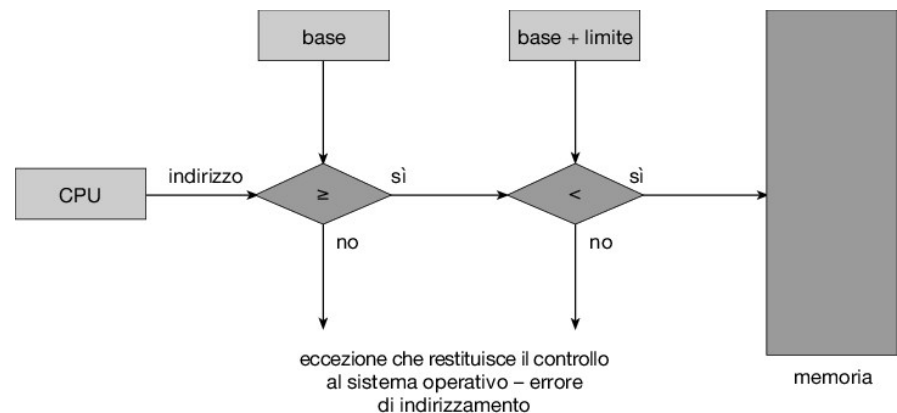 base
base + limite
CPU
indirizzo
≥
sì
<
sì
no
no
eccezione che restituisce il controllo
al sistema operativo – errore
di indirizzamento
memoria